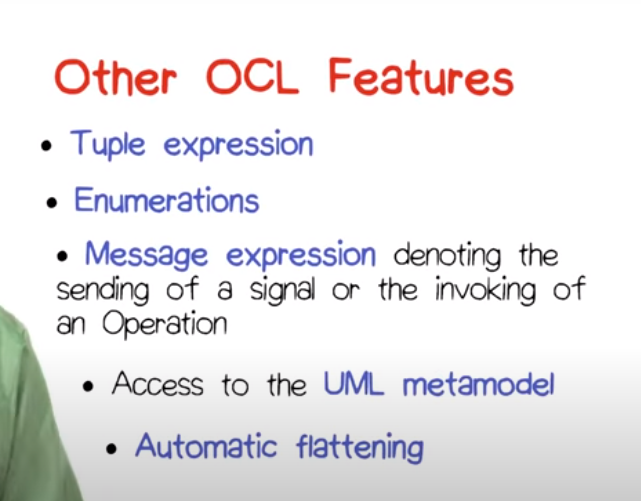 Other OCL Features
• Tuple expression
• Enumerations
• Message expression denoting the
sending of a signal or the invoking of
an Operation
• Access to the UML metamodel
• Automatic flattening